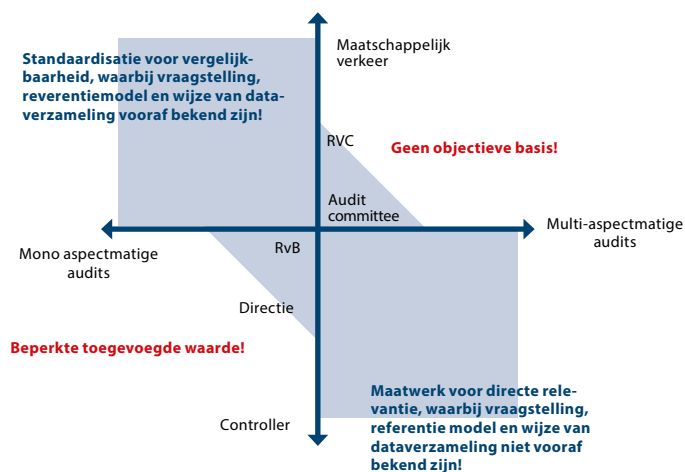 Maatschappelijk
verkeer
Standaardisatie voor vergelijk-
baarheid, waarbij vraagstelling,
reverentiemodel en wijze van data-
verzameling vooraf bekend zijn!
RVC
Geen objectieve basis!
Audit
committee
Mono aspectmatige
audits
RvB
Multi-aspectmatige
audits
Directie
Beperkte toegevoegde waarde!
Controller
Maatwerk voor directe rele-
vantie, waarbij vraagstelling,
referentie model en wijze van
dataverzameling niet vooraf
bekend zijn!